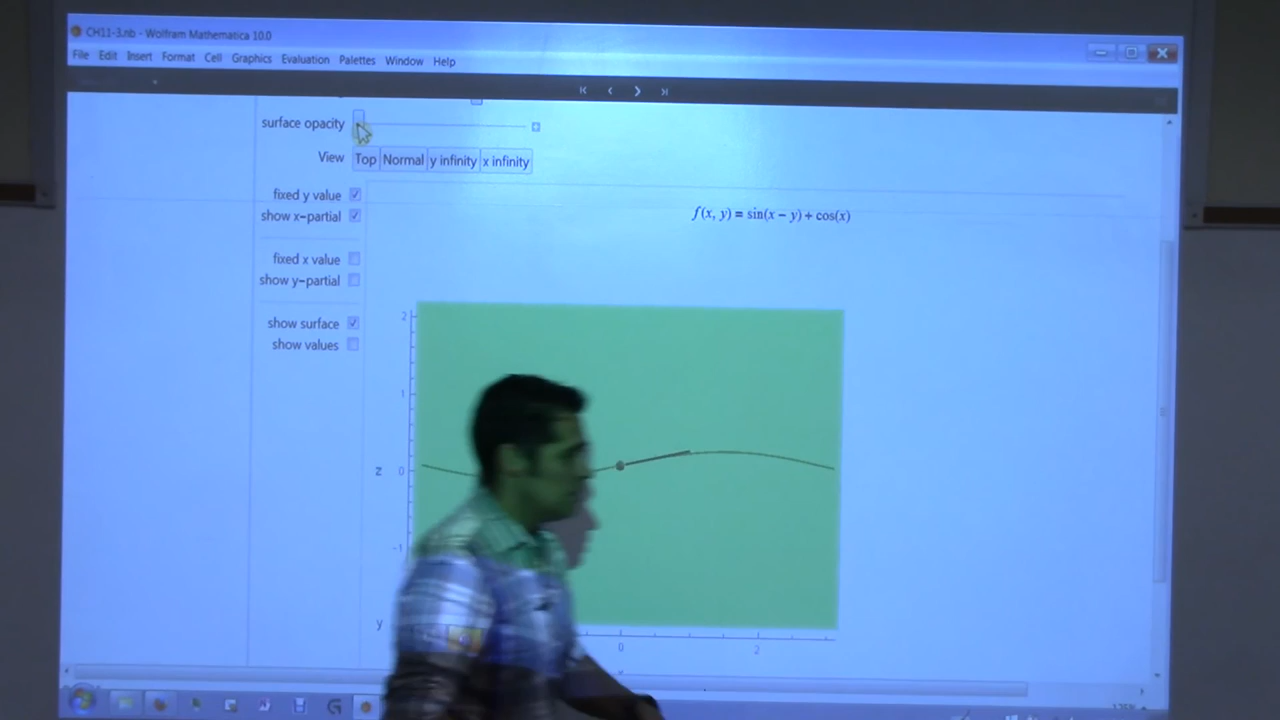 CH11-3.nb - Wolfram Mathematica 10.0
File Edit Insert Format Cell Graphics Evaluation Palettes Window Help
surface opacity
View Top Normal y infinity x infinity
fixed y value
show x-partial
f(x, y) = sin(x − y) + cos(x)
fixed x value
show y-partial
show surface
show values
2
1
z 0
-1
y
0 2